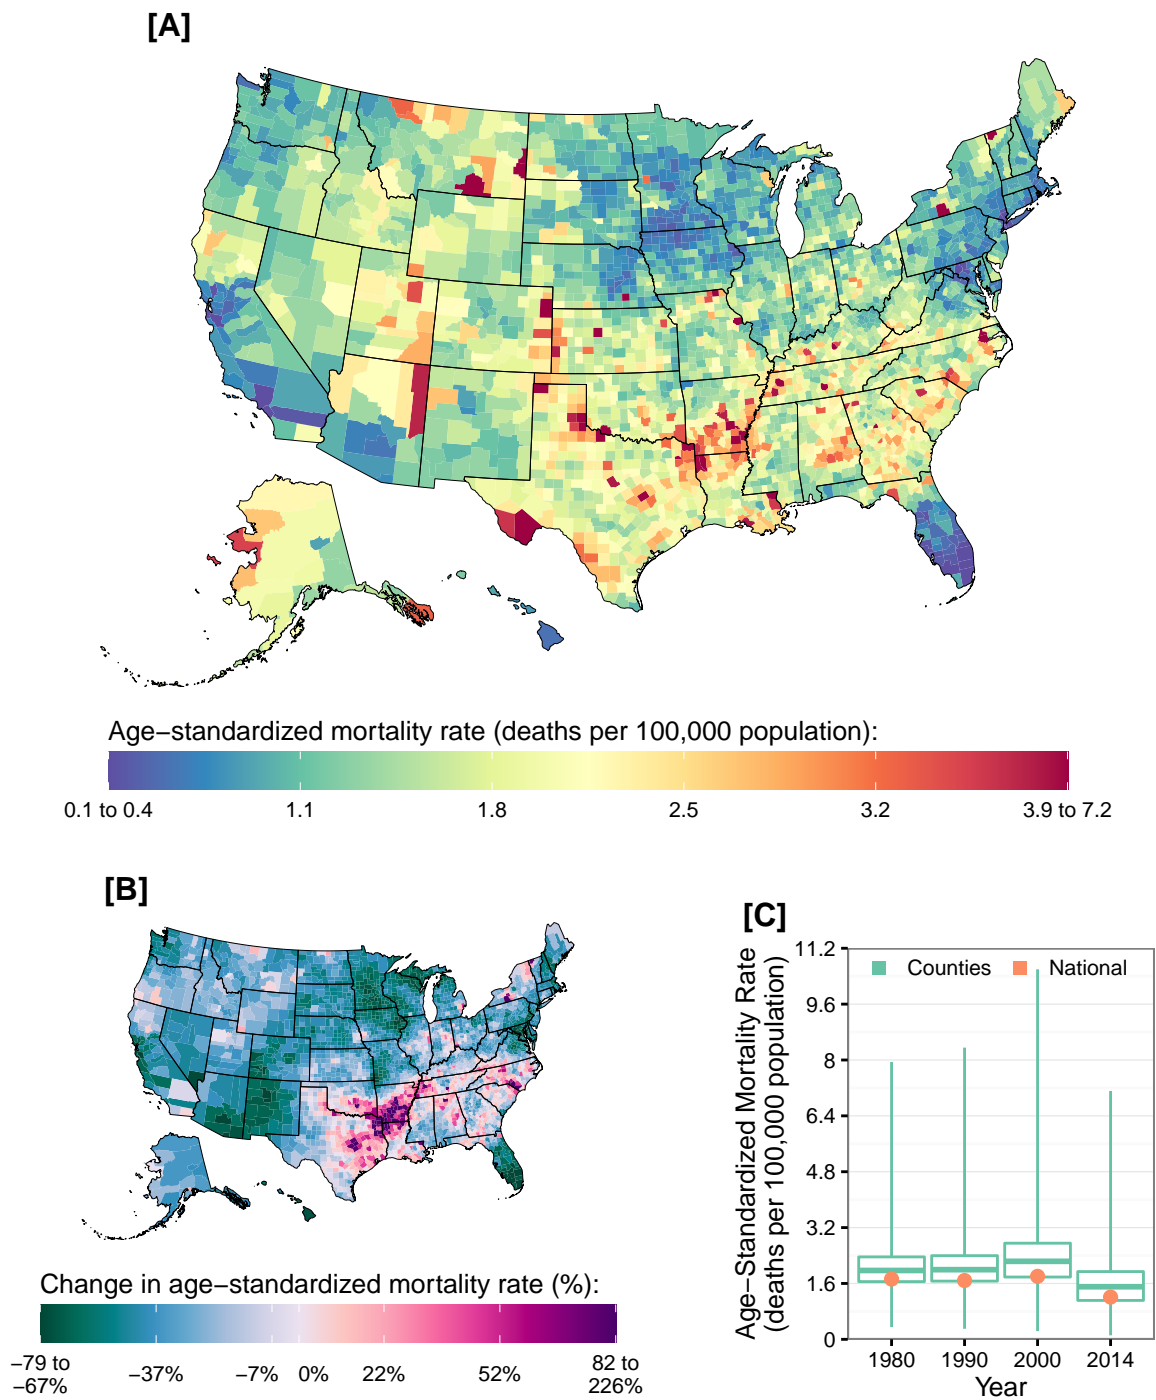 [A]
Age−standardized mortality rate (deaths per 100,000 population):
0.1 to 0.4 1.1 1.8 2.5 3.2 3.9 to 7.2
[B]
Change in age−standardized mortality rate (%):
−79 to
−67%
−37%
−7%
0%
22%
52%
82 to
226%
[C]
Age−Standardized Mortality Rate
(deaths per 100,000 population)
11.2
9.6
8
6.4
4.8
3.2
1.6
0
Counties National
1980 1990 2000 2014
Year